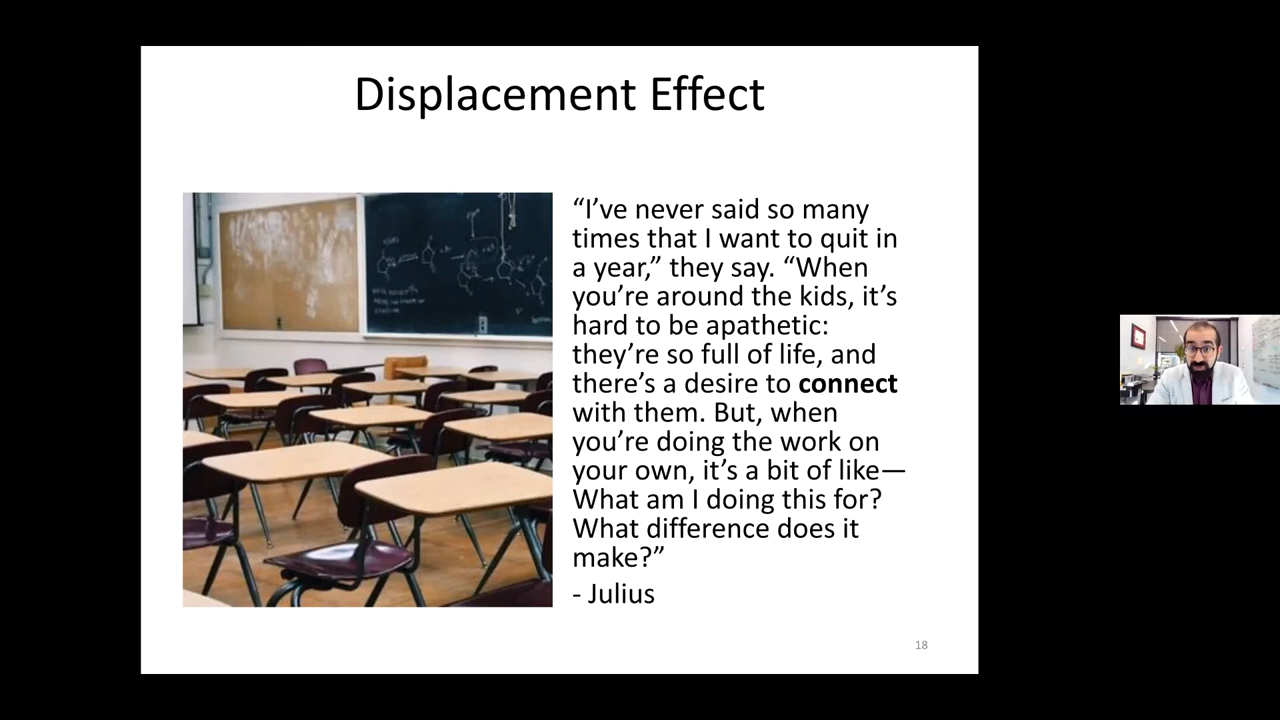 Displacement Effect
“I’ve never said so many
times that I want to quit in
a year,” they say. “When
you’re around the kids, it’s
hard to be apathetic:
they’re so full of life, and
there’s a desire to connect
with them. But, when
you’re doing the work on
your own, it’s a bit of like—
What am I doing this for?
What difference does it
make?”
- Julius
18